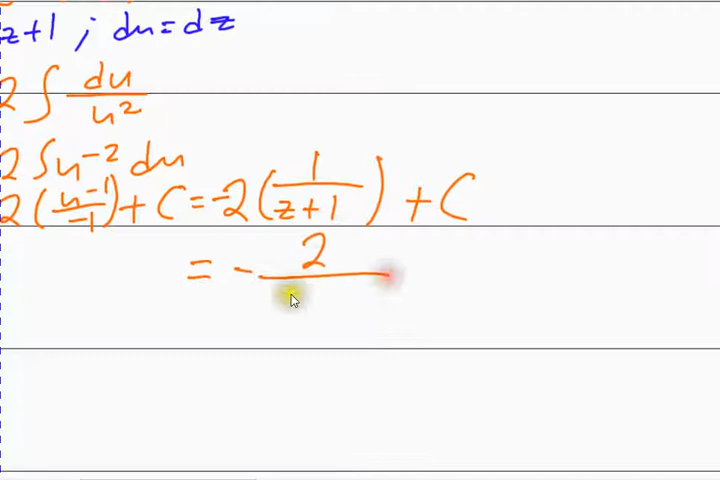 z+1 ; du=dz
2 ∫ du/u²
2 ∫u⁻² du
2 (u⁻¹/-1) + C = -2 (1/(z+1)) + C
= - 2/